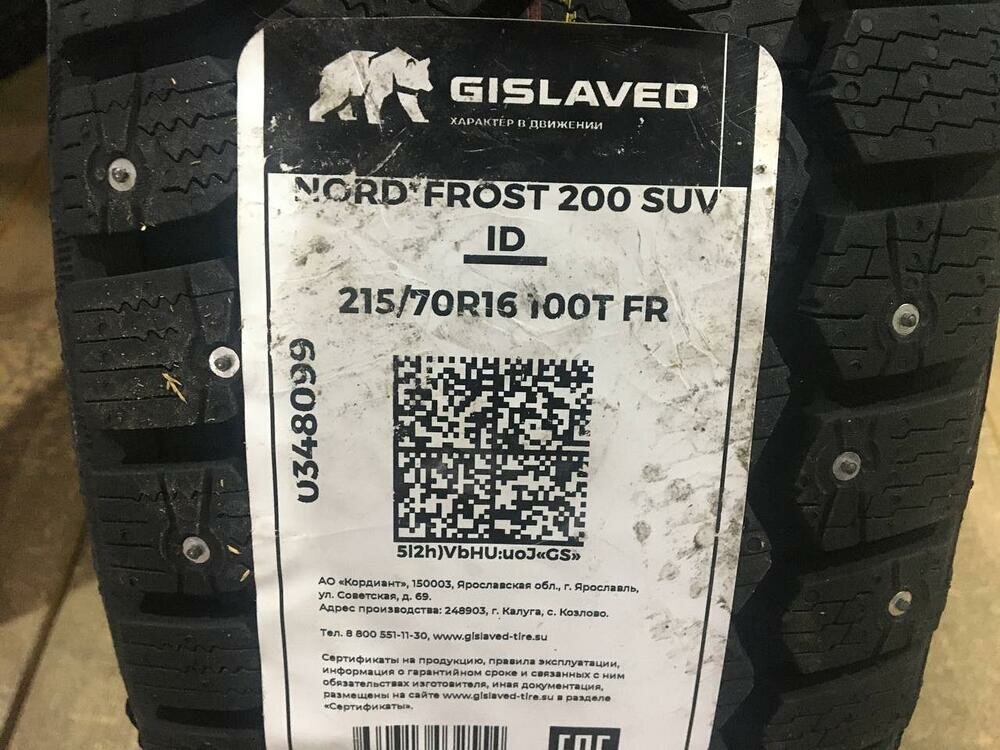 GISLAVED
ХАРАКТЕР В ДВИЖЕНИИ
NORD*FROST 200 SUV
ID
215/70R16 100T FR
U348099
5I2h)VbHU:uoJ«GS»
АО «Кордиант», 150003, Ярославская обл., г. Ярославль,
ул. Советская, д. 69.
Адрес производства: 248903, г. Калуга, с. Козлово.
Тел. 8 800 551-11-30, www.gislaved-tire.su
Сертификаты на продукцию, правила эксплуатации,
информация о гарантийном сроке и связанных с ним
обязательствах изготовителя, иная документация,
размещены на сайте www.gislaved-tire.su в разделе
«Сертификаты».